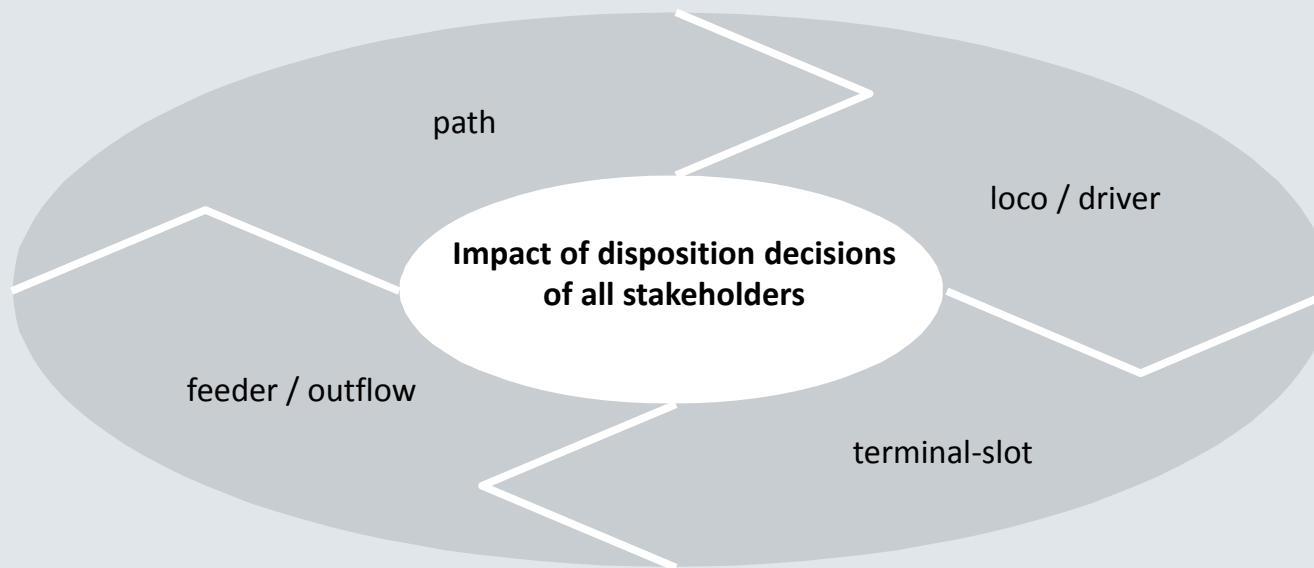 path
loco / driver
Impact of disposition decisions
of all stakeholders
feeder / outflow
terminal-slot